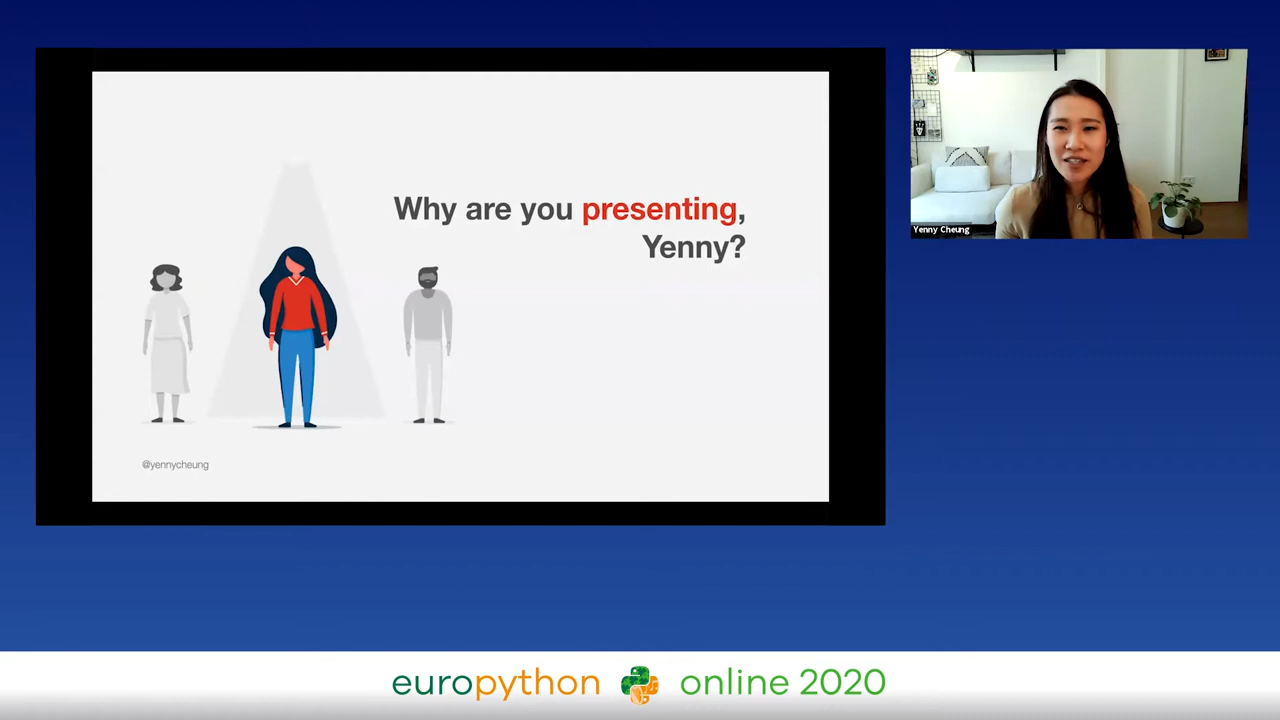 Why are you presenting,
Yenny?
@yennycheung
Yenny Cheung
europython online 2020